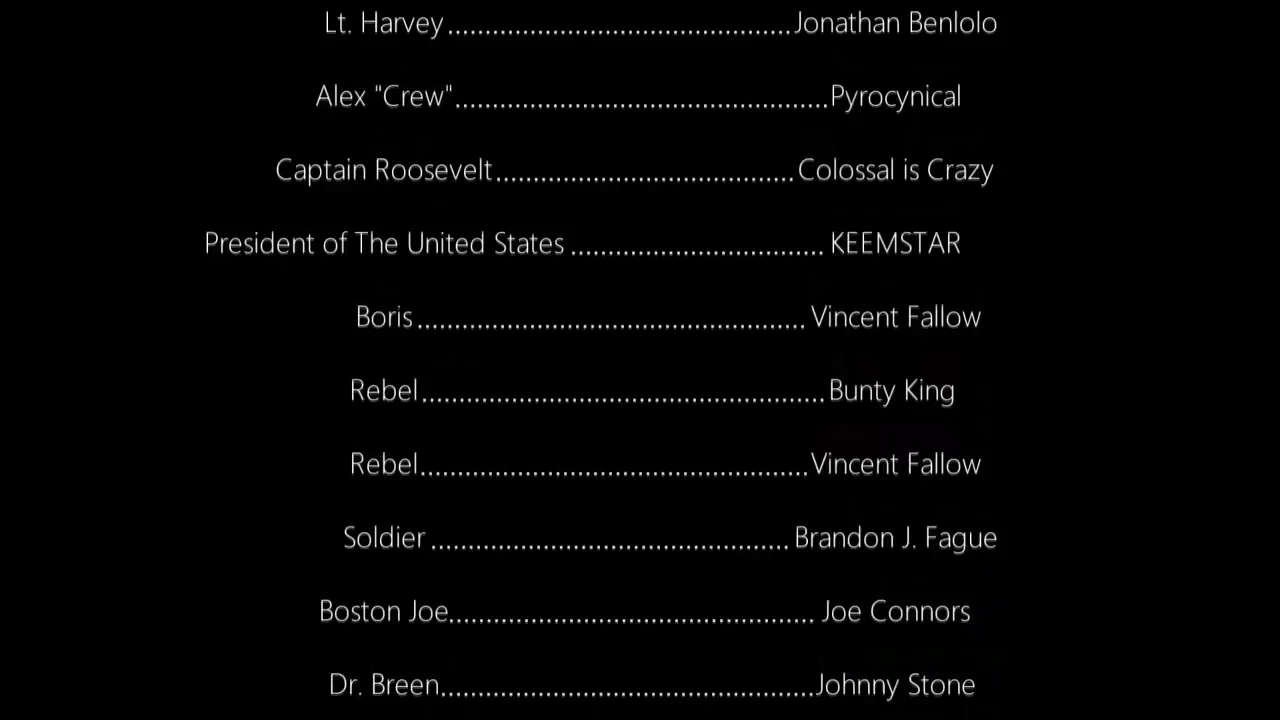 Lt. Harvey..............................................Jonathan Benlolo
Alex "Crew"..................................................Pyrocynical
Captain Roosevelt........................................Colossal is Crazy
President of The United States .................................. KEEMSTAR
Boris.................................................... Vincent Fallow
Rebel......................................................Bunty King
Rebel....................................................Vincent Fallow
Soldier ................................................ Brandon J. Fague
Boston Joe................................................. Joe Connors
Dr. Breen..................................................Johnny Stone